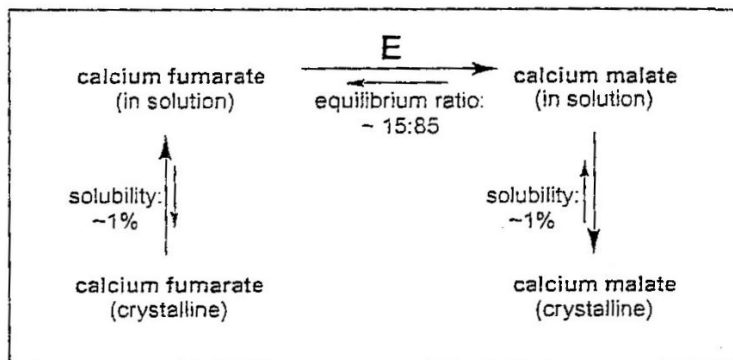 E
calcium fumarate
(in solution)
equilibrium ratio:
~ 15:85
calcium malate
(in solution)
solubility:
~1%
solubility:
~1%
calcium fumarate
(crystalline)
calcium malate
(crystalline)